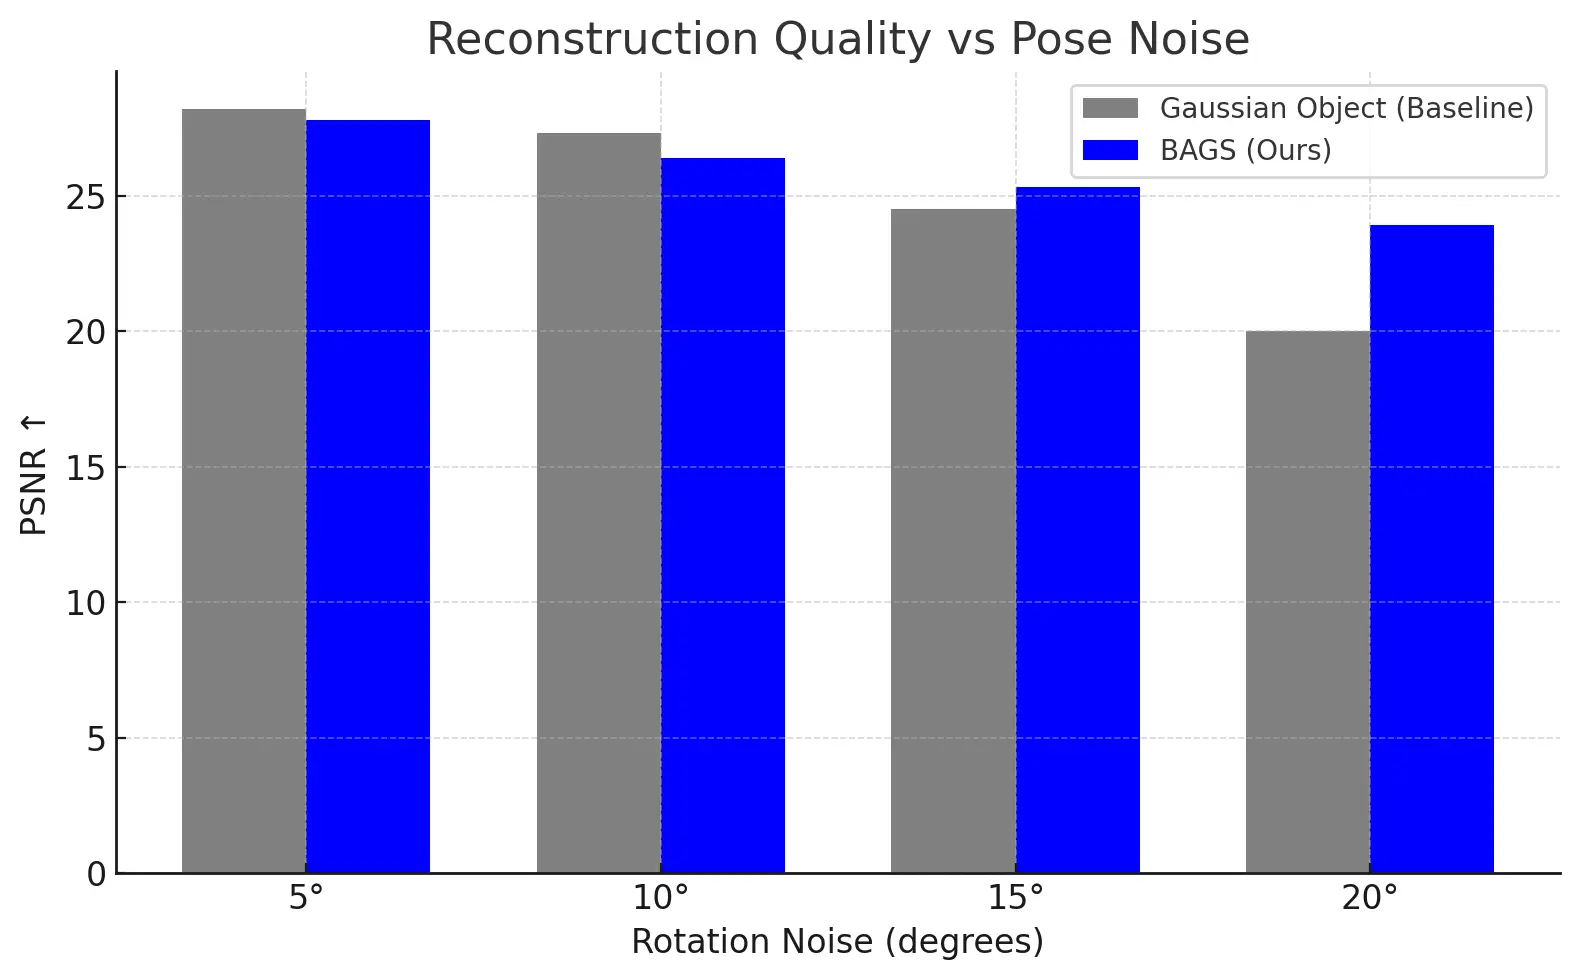 Reconstruction Quality vs Pose Noise
Gaussian Object (Baseline)
BAGS (Ours)
PSNR ↑
25
20
15
10
5
0
5° 10° 15° 20°
Rotation Noise (degrees)